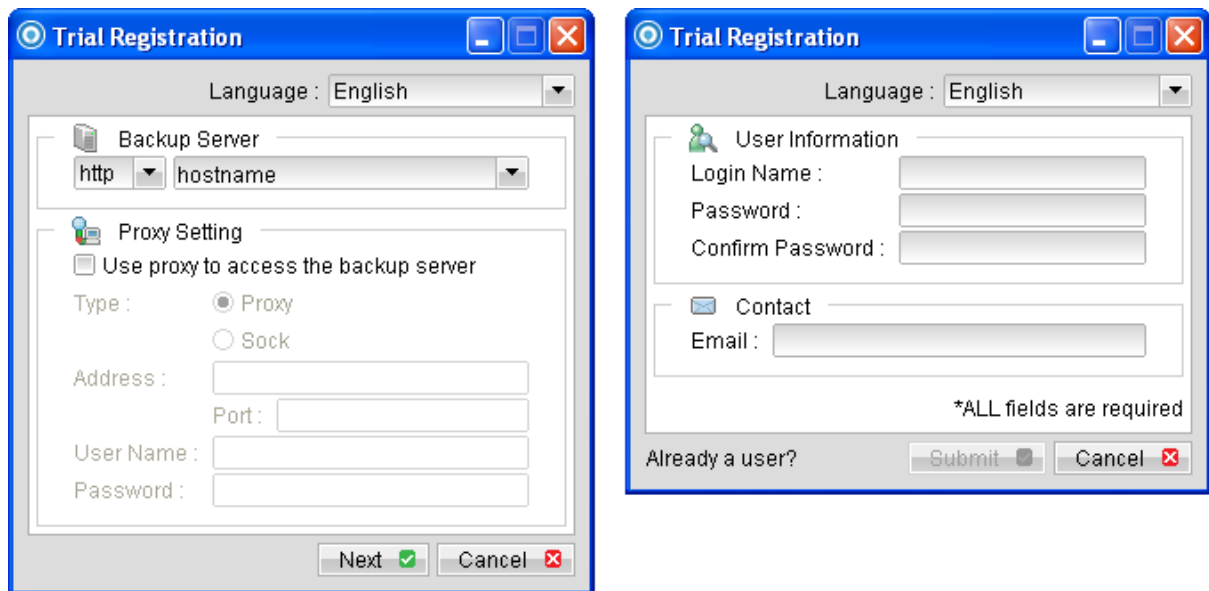 Trial Registration
Language : English
Backup Server
http hostname
Proxy Setting
Use proxy to access the backup server
Type : Proxy
Sock
Address :
Port :
User Name :
Password :
Next Cancel
Trial Registration
Language : English
User Information
Login Name :
Password :
Confirm Password :
Contact
Email :
*ALL fields are required
Already a user? Submit Cancel